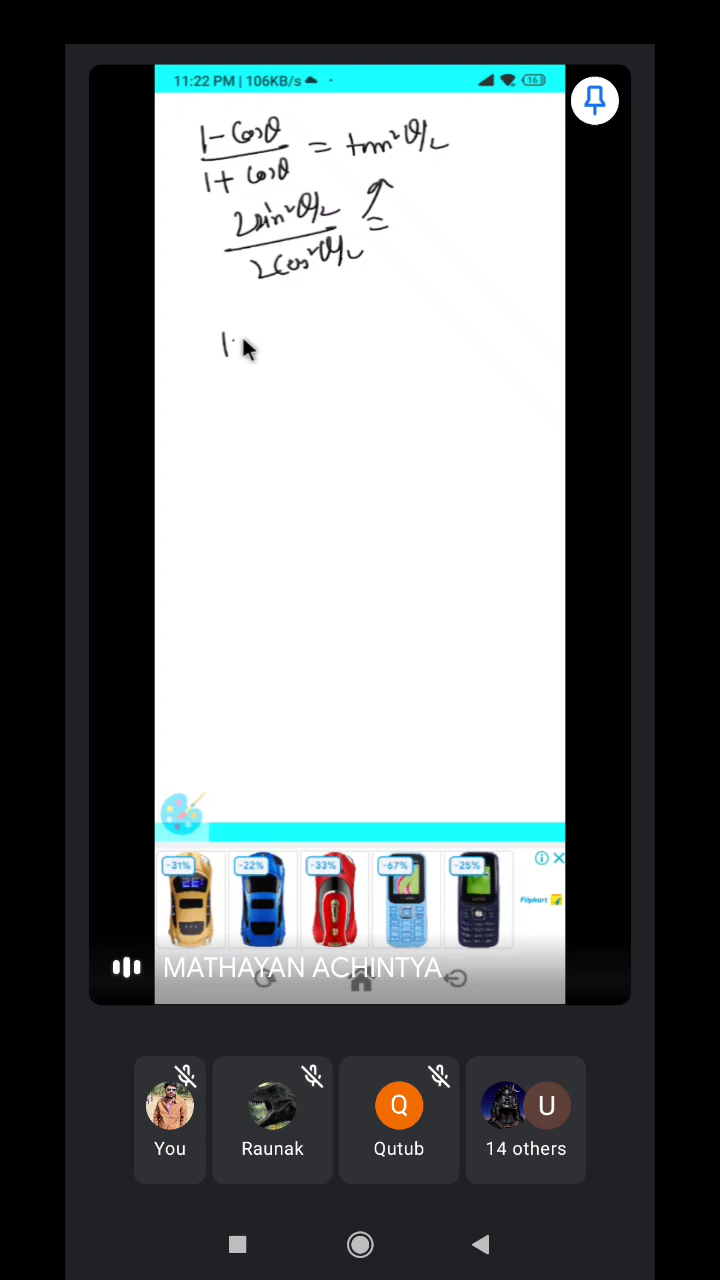 11:22 PM | 106KB/s
163
1 - Cosθ
1 + Cosθ
= tan²θ/2
2sin²θ/2
2Cos²θ/2
=
1
-31%
-22%
-33%
-67%
-25%
Flipkart
MATHAYAN ACHINTYA
Q
U
You
Raunak
Qutub
14 others